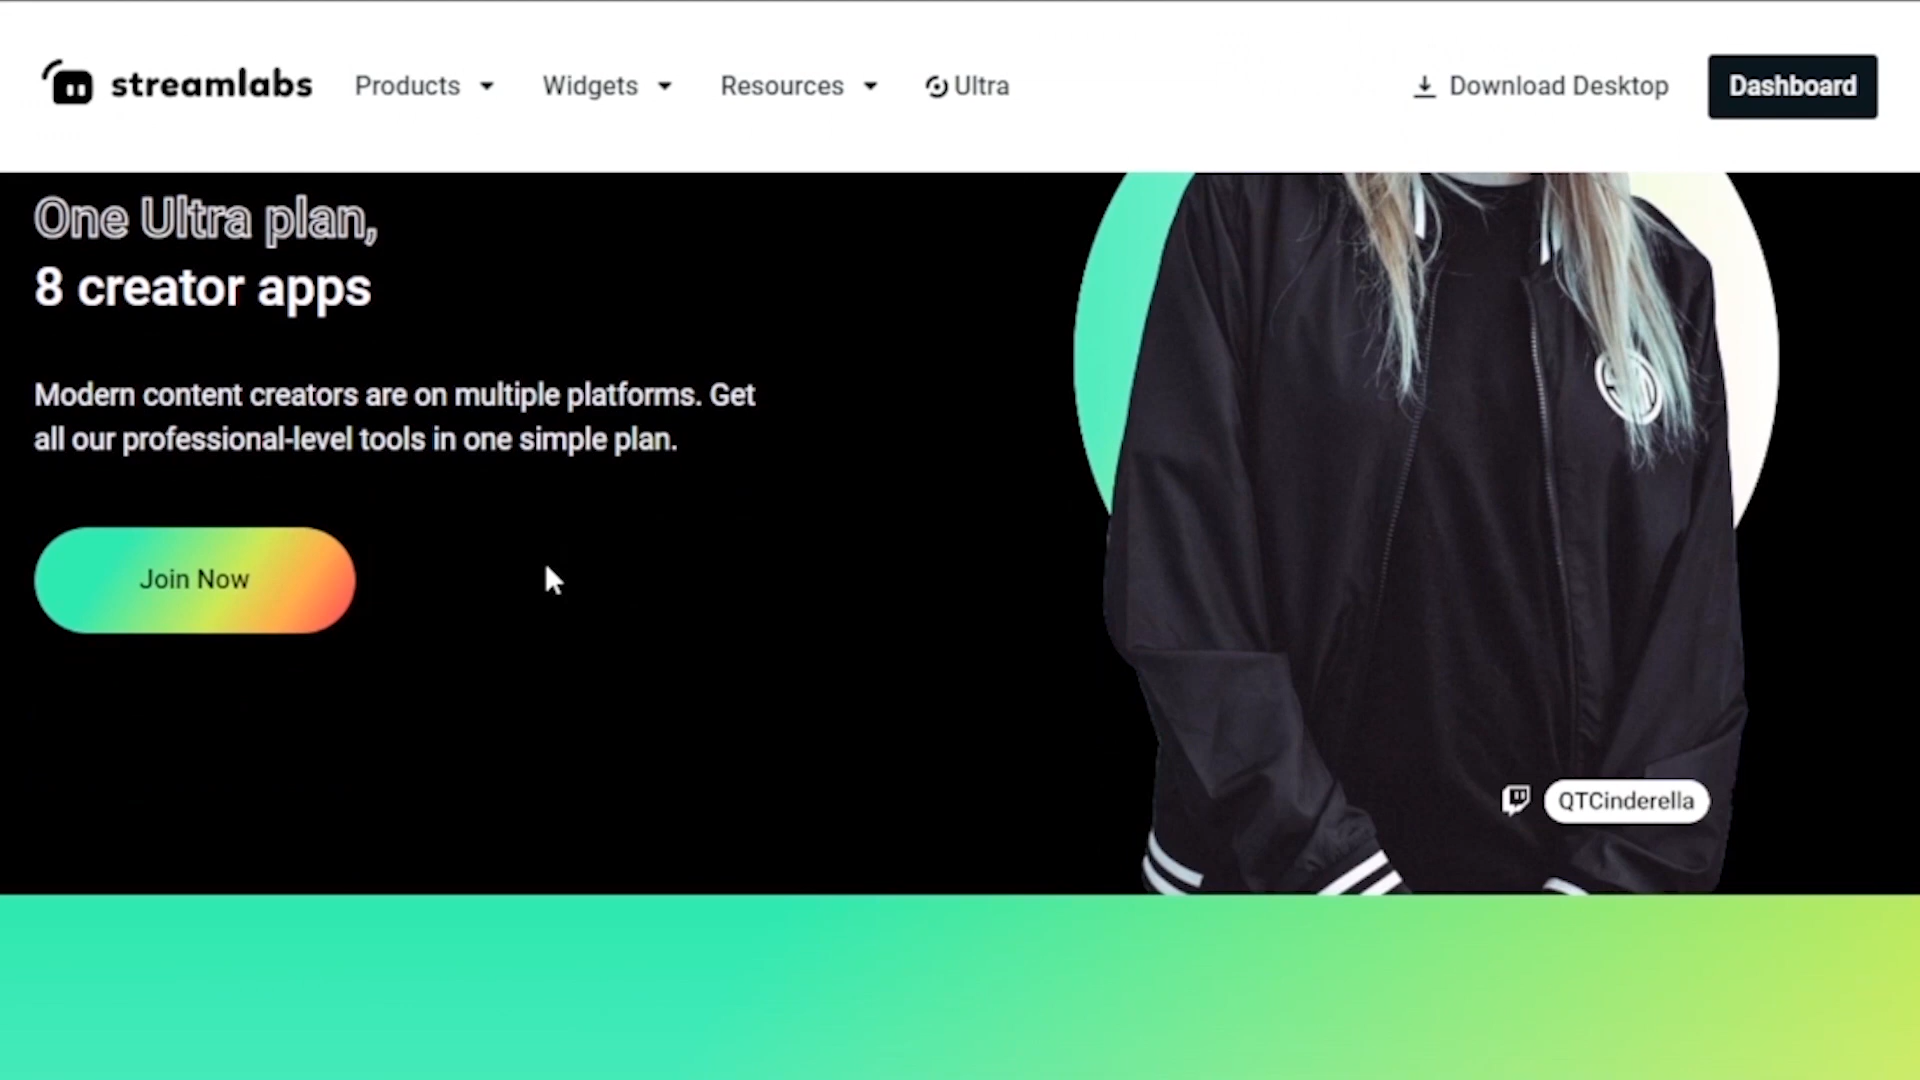 streamlabs Products Widgets Resources Ultra Download Desktop Dashboard
One Ultra plan,
8 creator apps
Modern content creators are on multiple platforms. Get
all our professional-level tools in one simple plan.
Join Now
QTCinderella